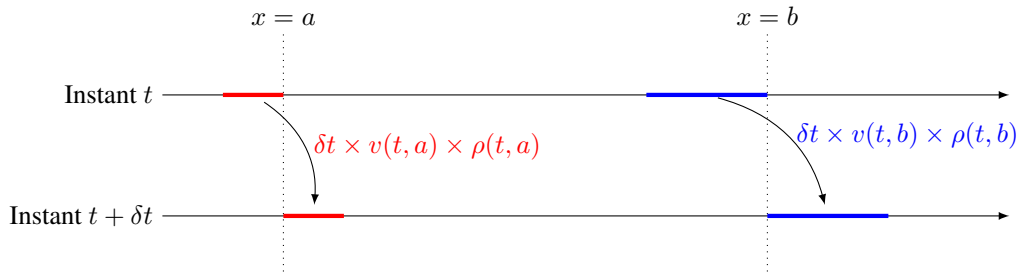 x = a
x = b
Instant t
δt × v(t, a) × ρ(t, a)
δt × v(t, b) × ρ(t, b)
Instant t + δt